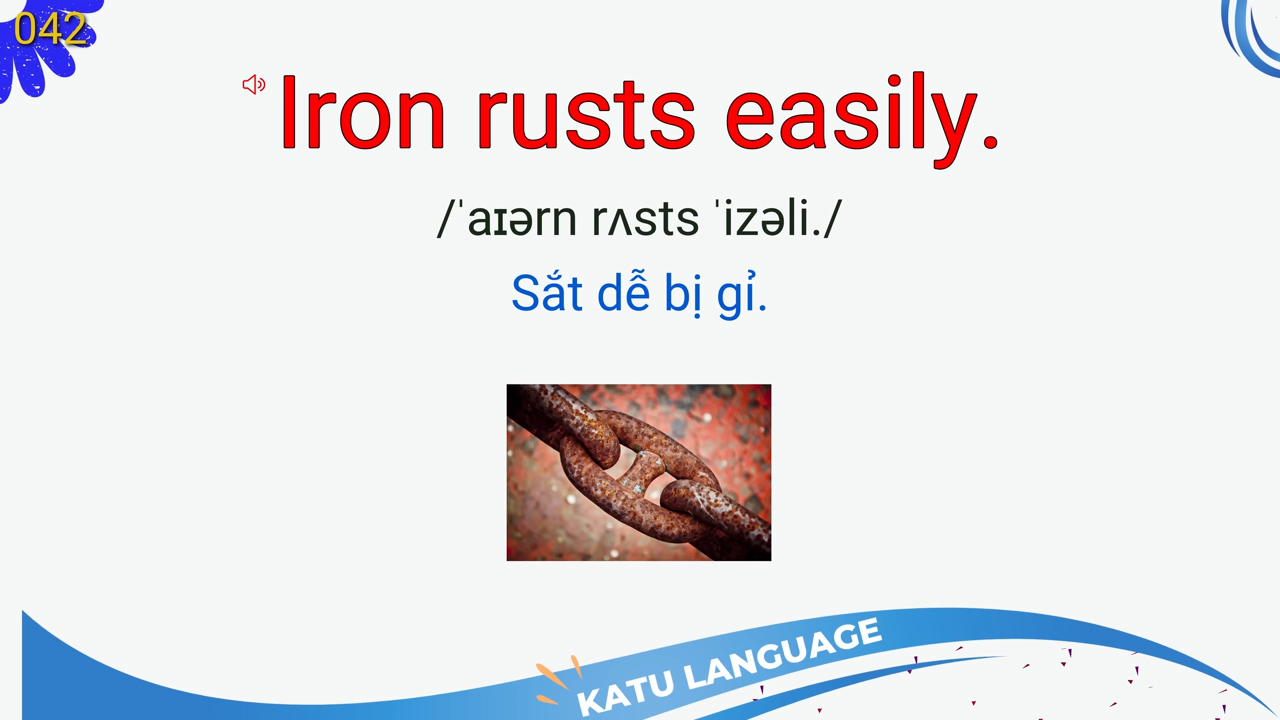 042
Iron rusts easily.
/ˈaɪərn rʌsts ˈizəli./
Sắt dễ bị gỉ.
KATU LANGUAGE